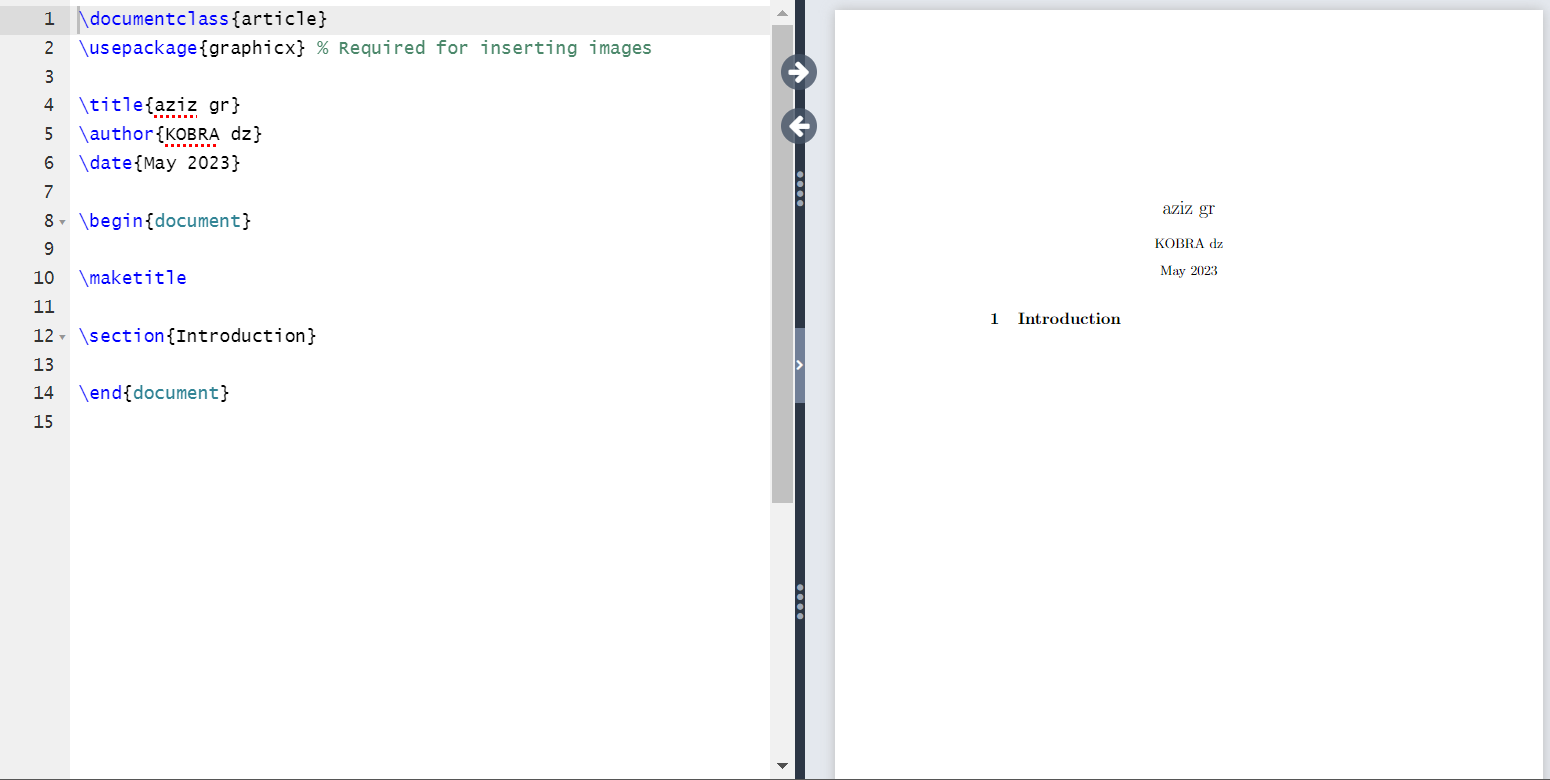 1 \documentclass{article}
2 \usepackage{graphicx} % Required for inserting images
3
4 \title{aziz gr}
5 \author{KOBRA dz}
6 \date{May 2023}
7
8 \begin{document}
9
10 \maketitle
11
12 \section{Introduction}
13
14 \end{document}
15
aziz gr
KOBRA dz
May 2023
1 Introduction